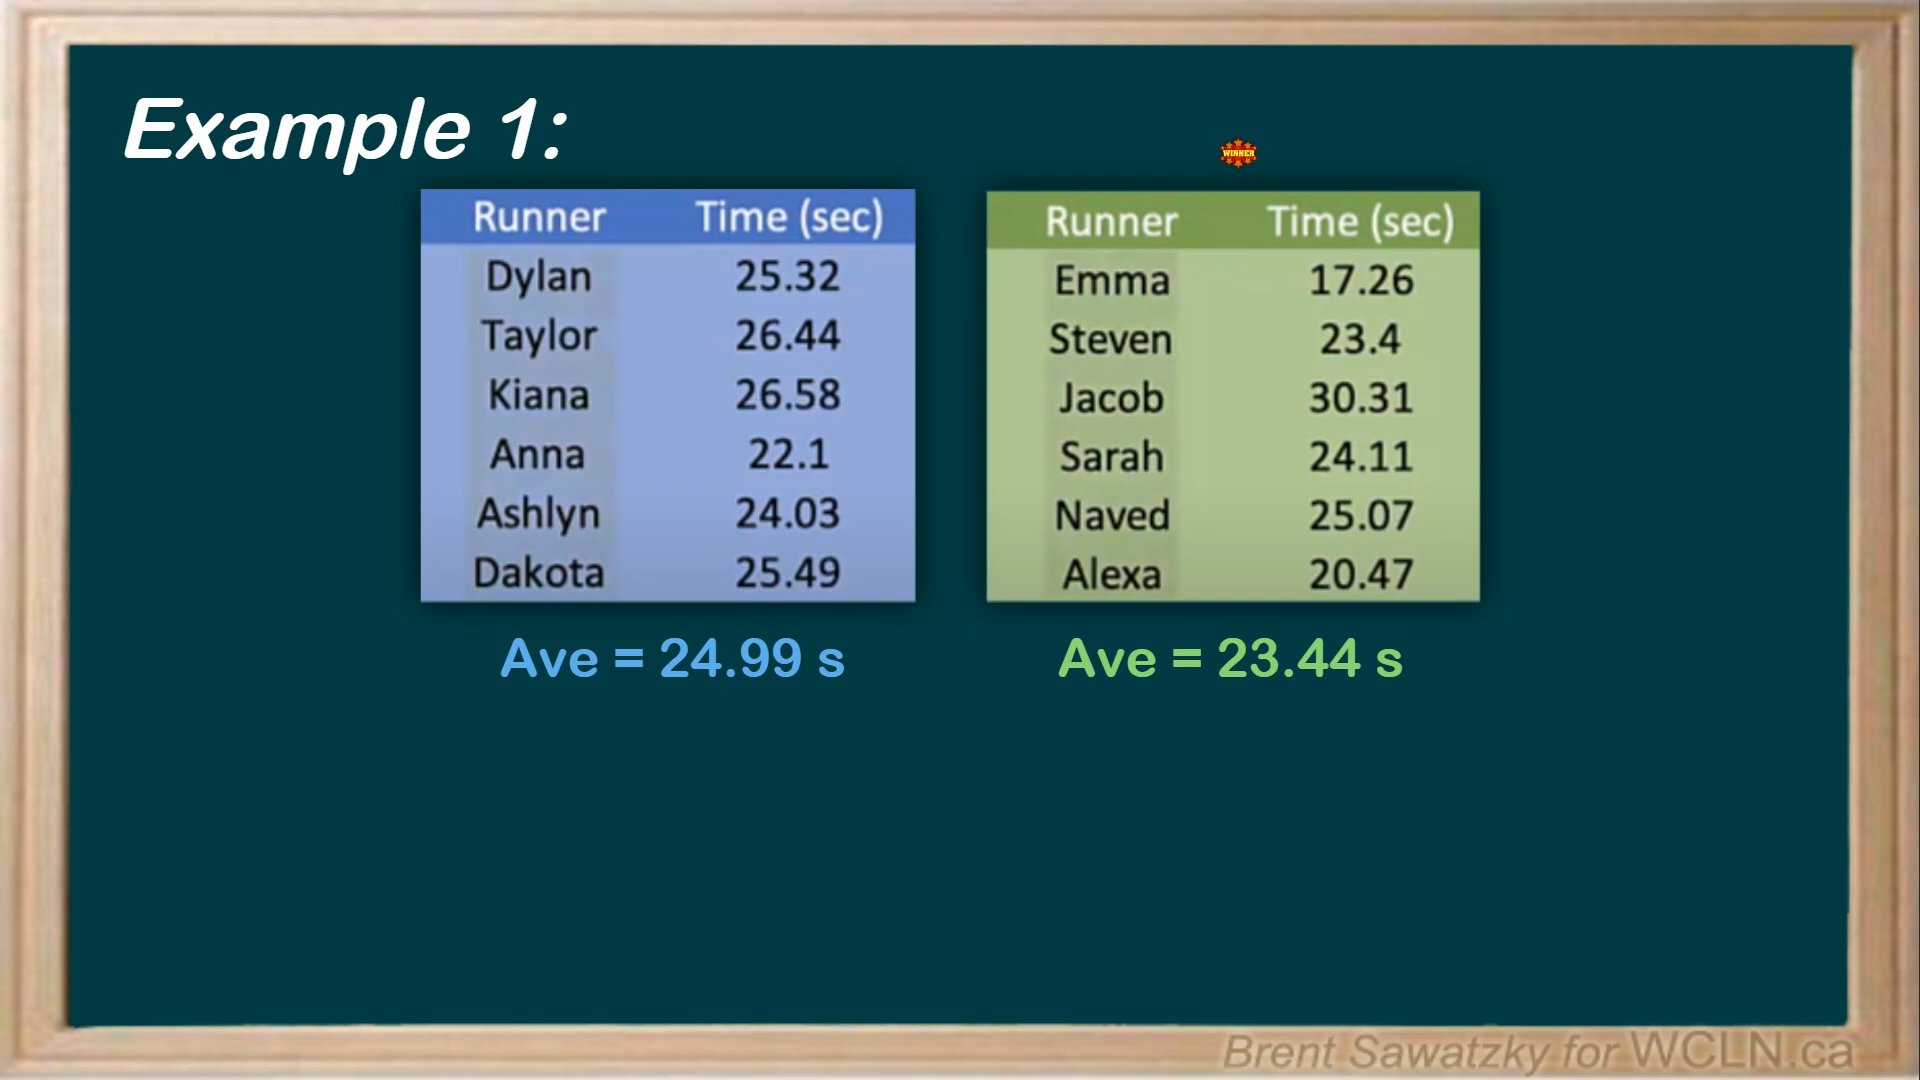 Example 1:
WINNER
Runner Time (sec)
Dylan 25.32
Taylor 26.44
Kiana 26.58
Anna 22.1
Ashlyn 24.03
Dakota 25.49
Ave = 24.99 s
Runner Time (sec)
Emma 17.26
Steven 23.4
Jacob 30.31
Sarah 24.11
Naved 25.07
Alexa 20.47
Ave = 23.44 s
Brent Sawatzky for WCLN.ca